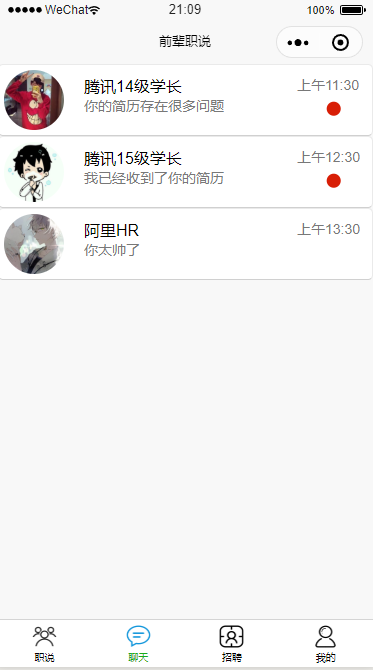 WeChat 21:09 100%
前辈职说
腾讯14级学长 上午11:30
你的简历存在很多问题
腾讯15级学长 上午12:30
我已经收到了你的简历
阿里HR 上午13:30
你太帅了
职说 聊天 招聘 我的